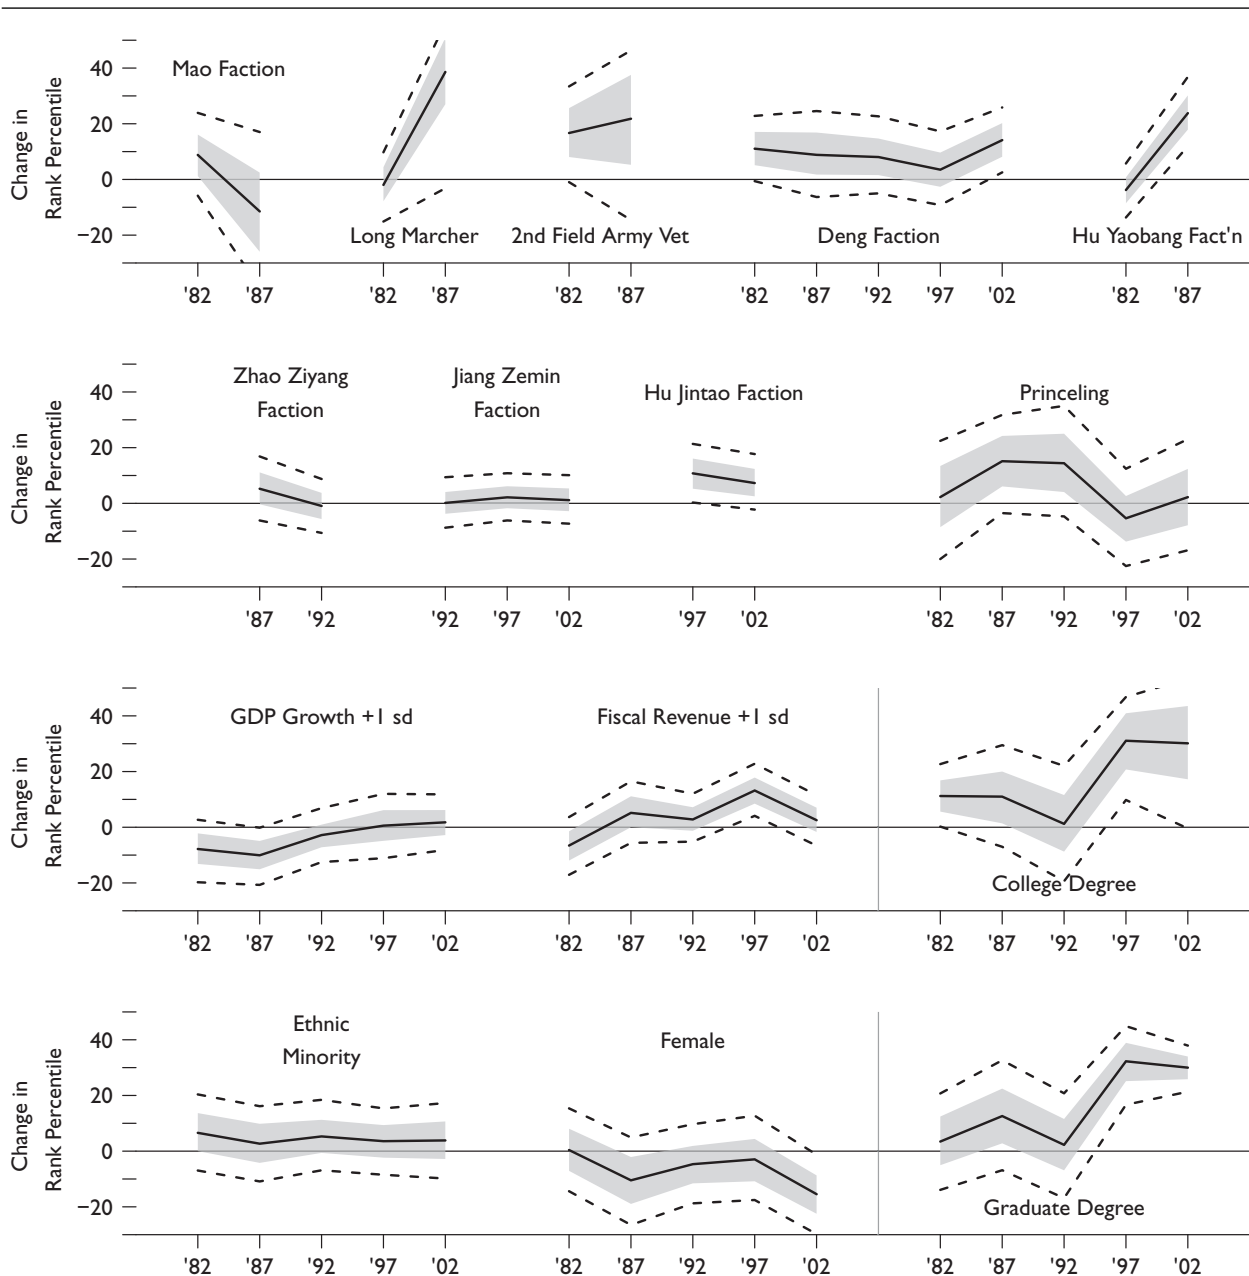 Change in
Rank Percentile
40
20
0
−20
Mao Faction
Long Marcher
2nd Field Army Vet
Deng Faction
Hu Yaobang Fact'n
'82 '87 '82 '87 '82 '87 '82 '87 '92 '97 '02 '82 '87
Change in
Rank Percentile
40
20
0
−20
Zhao Ziyang
Faction
Jiang Zemin
Faction
Hu Jintao Faction
Princeling
'87 '92 '92 '97 '02 '97 '02 '82 '87 '92 '97 '02
Change in
Rank Percentile
40
20
0
−20
GDP Growth +1 sd
Fiscal Revenue +1 sd
College Degree
'82 '87 '92 '97 '02 '82 '87 '92 '97 '02 '82 '87 '92 '97 '02
Change in
Rank Percentile
40
20
0
−20
Ethnic
Minority
Female
Graduate Degree
'82 '87 '92 '97 '02 '82 '87 '92 '97 '02 '82 '87 '92 '97 '02